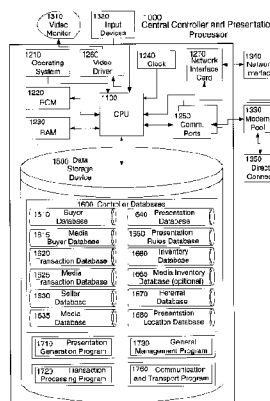 1310
Video
Monitor
1320
Input
Devices
1000
Central Controller and Presentation
Processor
1210
Operating
System
1260
Video
Driver
1240
Clock
1270
Network
Interface
Card
1340
Network
1220
ROM
1100
CPU
1230
RAM
1250
Comm.
Ports
1330
Modem
Pool
1350
1500 Data
Storage
Device
1600 Controller Databases
1610 Buyer
Database
1615 Media
Buyer Database
1620
Transaction Database
1625 Media
Transaction Database
1630 Seller
Database
1635 Media
Database
640 Presentation
Database
1650 Presentation
Rules Database
1660 Inventory
Database
1665 Media Inventory
Database (optional)
1670 Referral
Database
1680 Presentation
Location Database
1710 Presentation
Generation Program
1730 General
Management Program
1720 Transaction
Processing Program
1760 Communication
and Transport Program